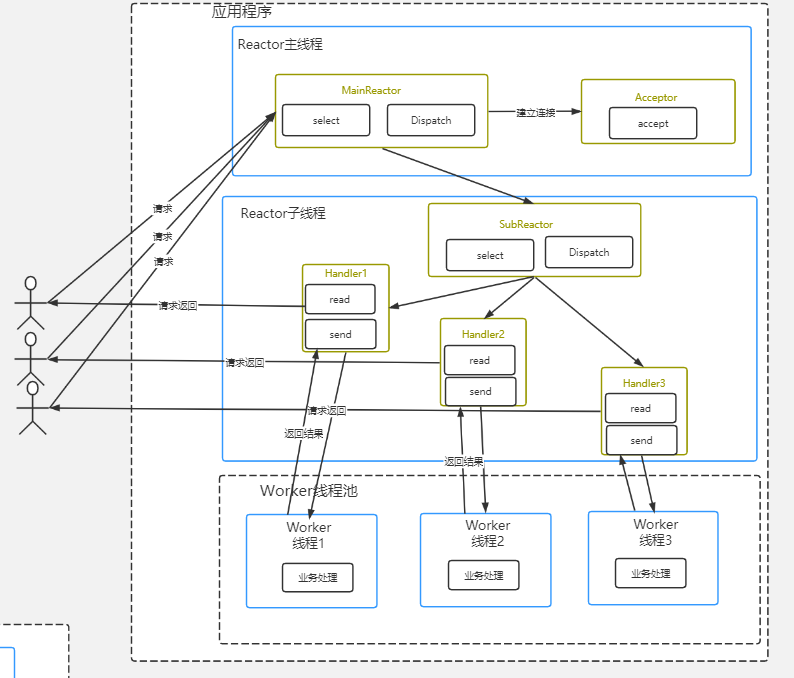 应用程序
Reactor主线程
MainReactor
select
Dispatch
建立连接
Acceptor
accept
请求
请求
请求
Reactor子线程
SubReactor
select
Dispatch
Handler1
read
send
请求返回
Handler2
read
send
请求返回
Handler3
read
send
请求返回
返回结果
返回结果
Worker线程池
Worker
线程1
业务处理
Worker
线程2
业务处理
Worker
线程3
业务处理